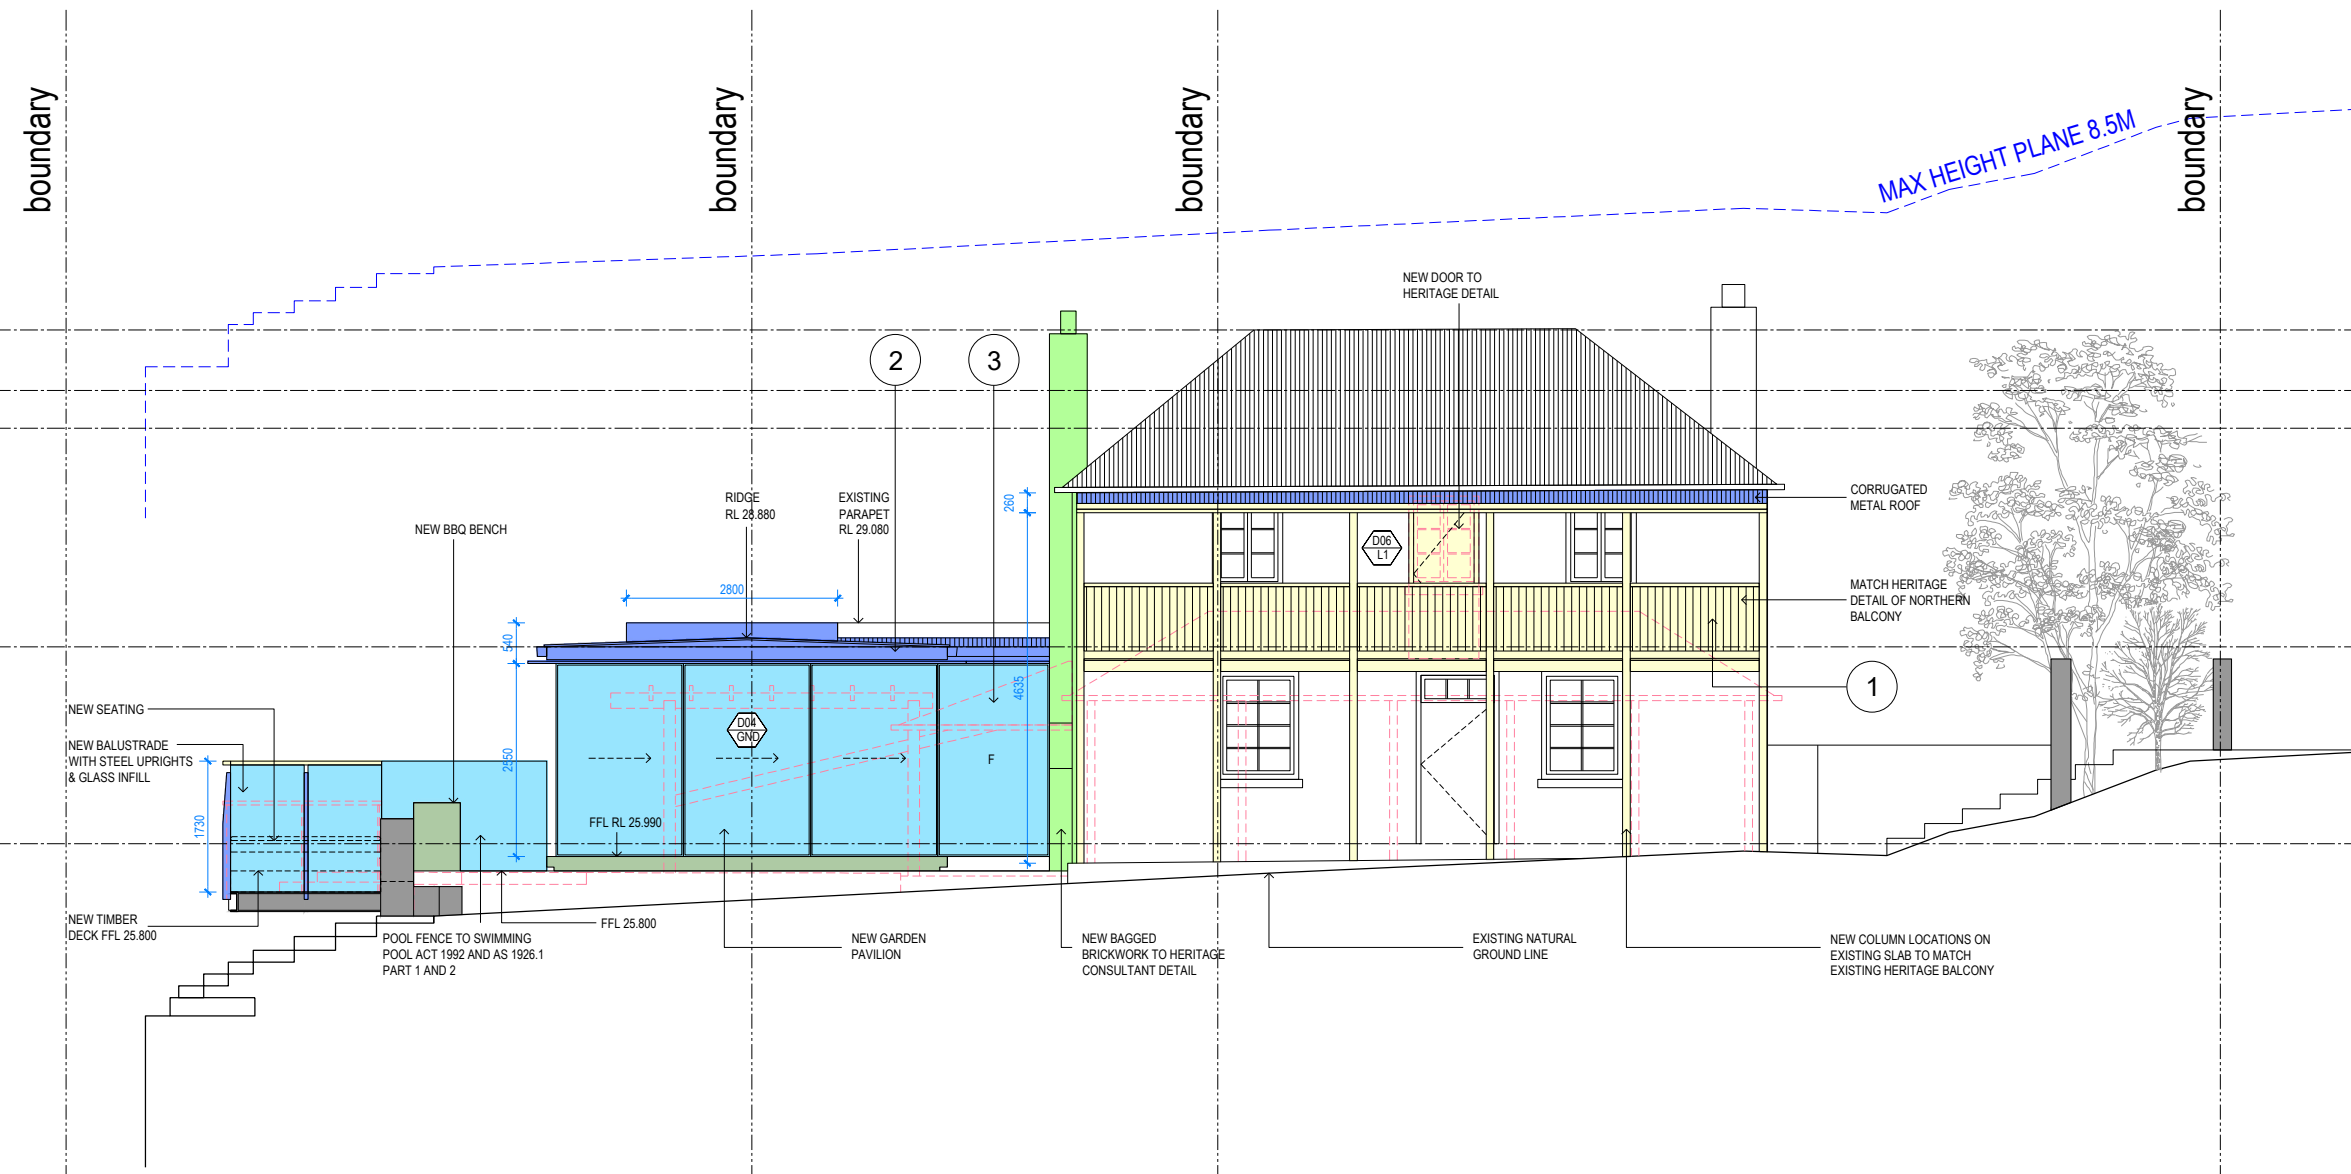 boundary
boundary
boundary
boundary
MAX HEIGHT PLANE 8.5M
NEW DOOR TO
HERITAGE DETAIL
2
3
RIDGE
RL 28.880
EXISTING
PARAPET
RL 29.080
260
CORRUGATED
METAL ROOF
NEW BBQ BENCH
D06
L1
2800
MATCH HERITAGE
DETAIL OF NORTHERN
BALCONY
540
4635
1
NEW SEATING
D04
GND
NEW BALUSTRADE
WITH STEEL UPRIGHTS
& GLASS INFILL
2550
F
1730
FFL RL 25.990
NEW TIMBER
DECK FFL 25.800
FFL 25.800
POOL FENCE TO SWIMMING
POOL ACT 1992 AND AS 1926.1
PART 1 AND 2
NEW GARDEN
PAVILION
NEW BAGGED
BRICKWORK TO HERITAGE
CONSULTANT DETAIL
EXISTING NATURAL
GROUND LINE
NEW COLUMN LOCATIONS ON
EXISTING SLAB TO MATCH
EXISTING HERITAGE BALCONY